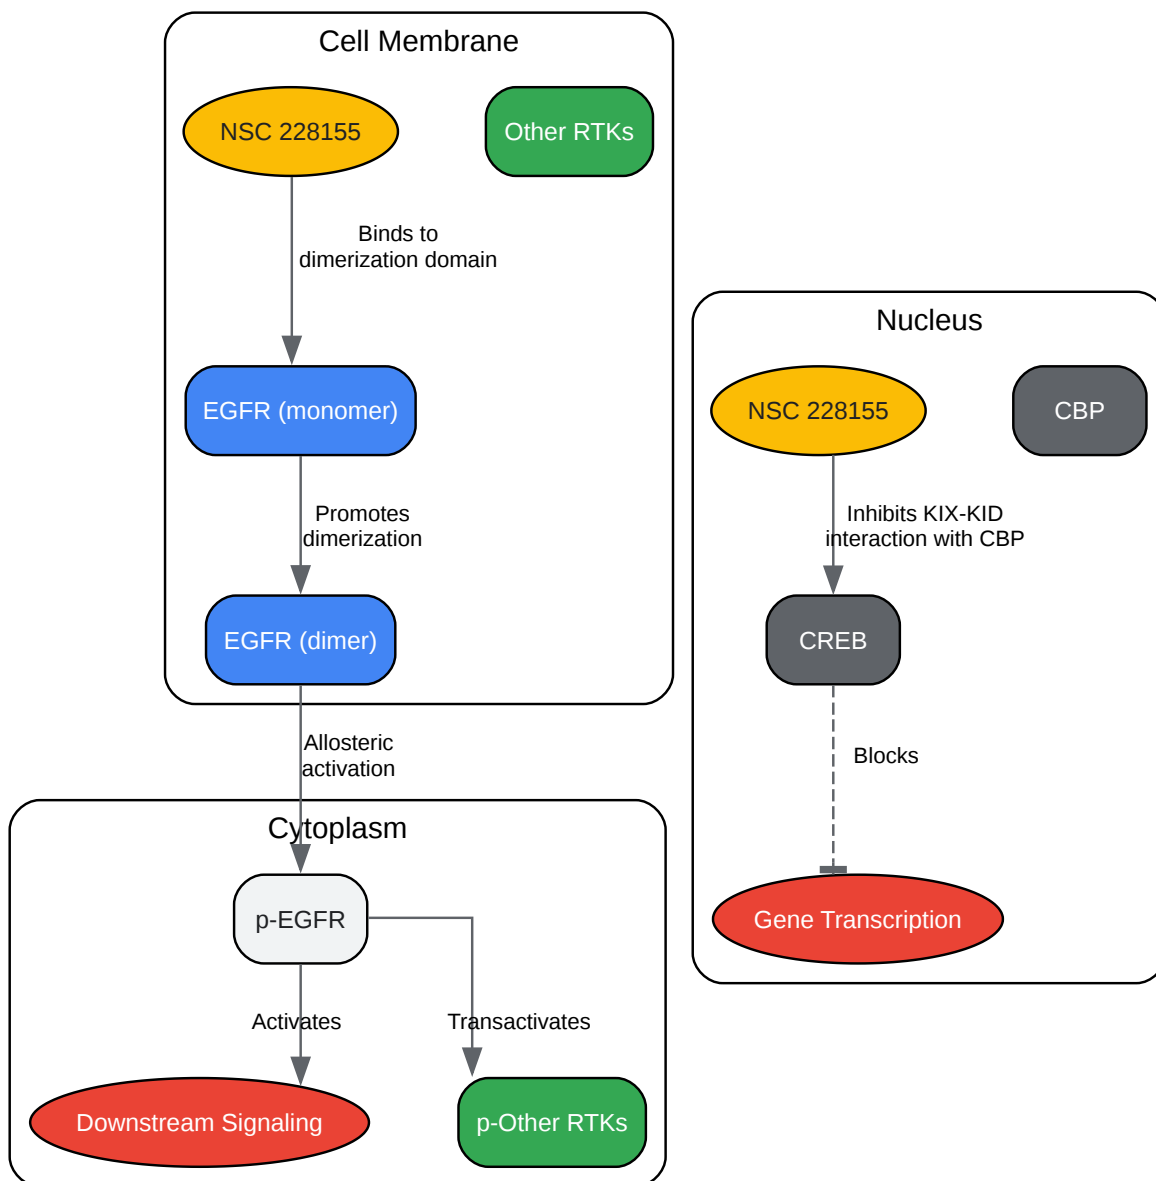 Cell Membrane
NSC 228155
Other RTKs
Binds to
dimerization domain
EGFR (monomer)
Promotes
dimerization
EGFR (dimer)
Allosteric
activation
Cytoplasm
p-EGFR
Activates
Transactivates
Downstream Signaling
p-Other RTKs
Nucleus
NSC 228155
CBP
Inhibits KIX-KID
interaction with CBP
CREB
Blocks
Gene Transcription